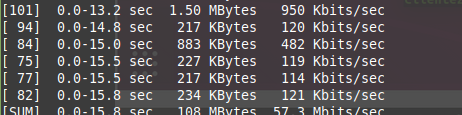 [101]  0.0-13.2 sec  1.50 MBytes   950 Kbits/sec
[ 94]  0.0-14.8 sec   217 KBytes   120 Kbits/sec
[ 84]  0.0-15.0 sec   883 KBytes   482 Kbits/sec
[ 75]  0.0-15.5 sec   227 KBytes   119 Kbits/sec
[ 77]  0.0-15.5 sec   217 KBytes   114 Kbits/sec
[ 82]  0.0-15.8 sec   234 KBytes   121 Kbits/sec
[SUM]  0.0-15.8 sec   108 MBytes  57.3 Mbits/sec